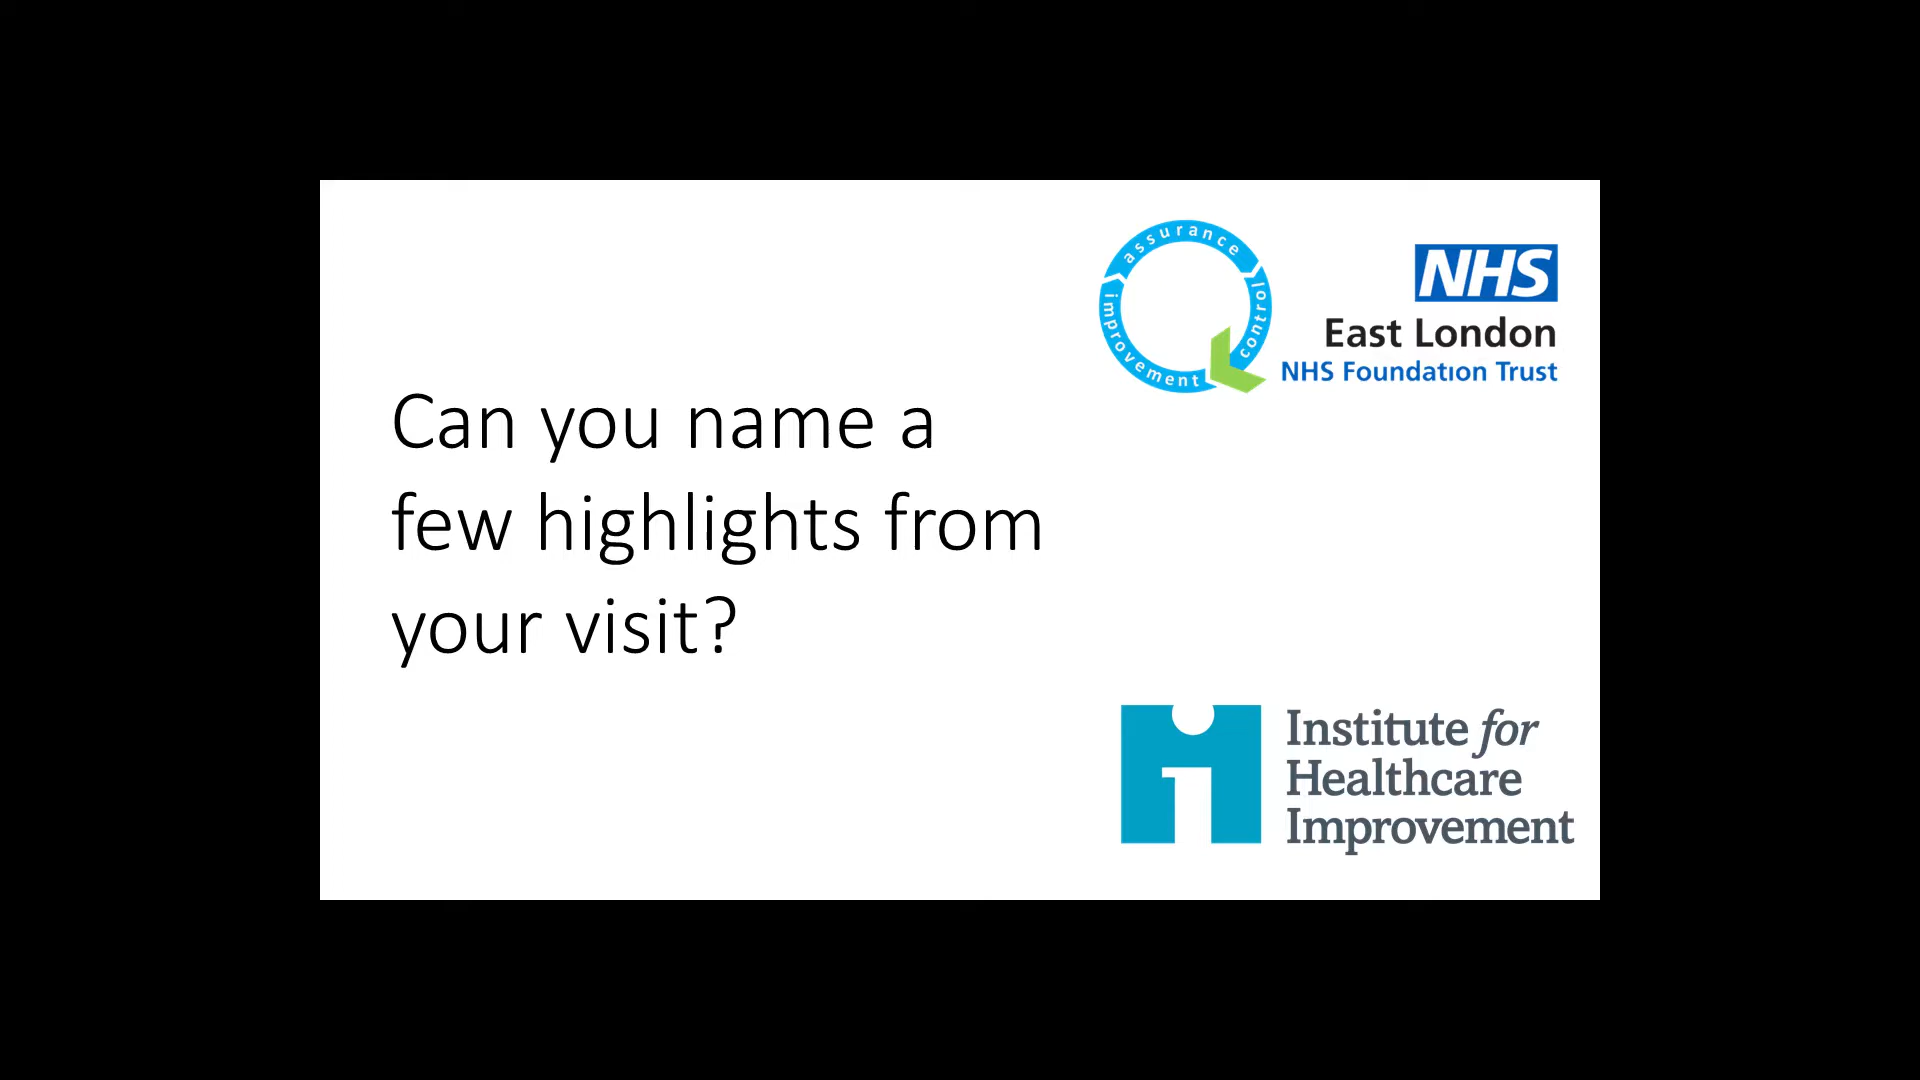 Can you name a
few highlights from
your visit?
assurance
control
improvement
NHS
East London
NHS Foundation Trust
Institute for
Healthcare
Improvement